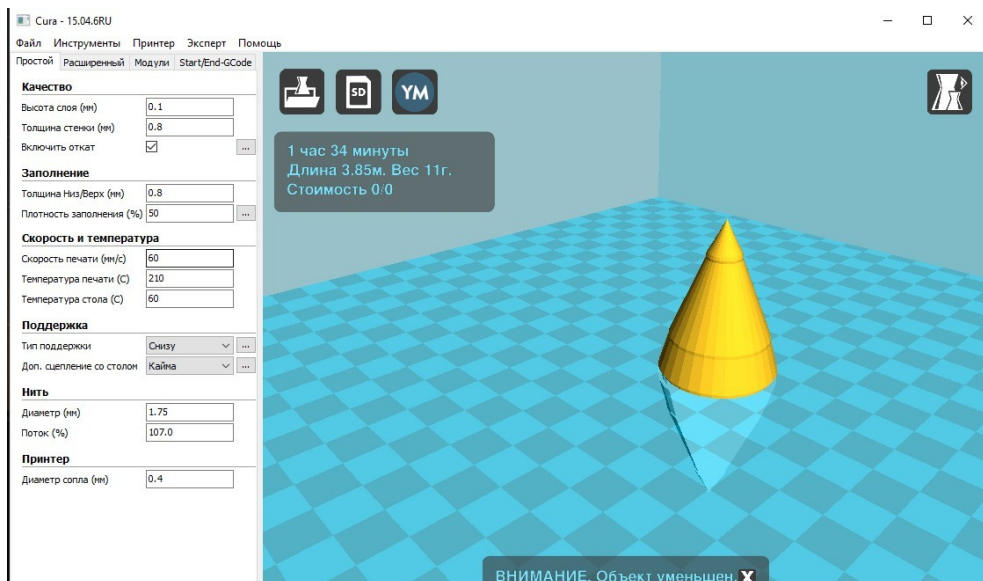 Cura - 15.04.6RU
Файл Инструменты Принтер Эксперт Помощь
Простой Расширенный Модули Start/End-GCode
Качество
Высота слоя (мм) 0.1
Толщина стенки (мм) 0.8
Включить откат ...
Заполнение
Толщина Низ/Верх (мм) 0.8
Плотность заполнения (%) 50 ...
Скорость и температура
Скорость печати (мм/с) 60
Температура печати (C) 210
Температура стола (C) 60
Поддержка
Тип поддержки Снизу ...
Доп. сцепление со столом Кайма ...
Нить
Диаметр (мм) 1.75
Поток (%) 107.0
Принтер
Диаметр сопла (мм) 0.4
SD YM
1 час 34 минуты
Длина 3.85м. Вес 11г.
Стоимость 0/0
ВНИМАНИЕ. Объект уменьшен. X